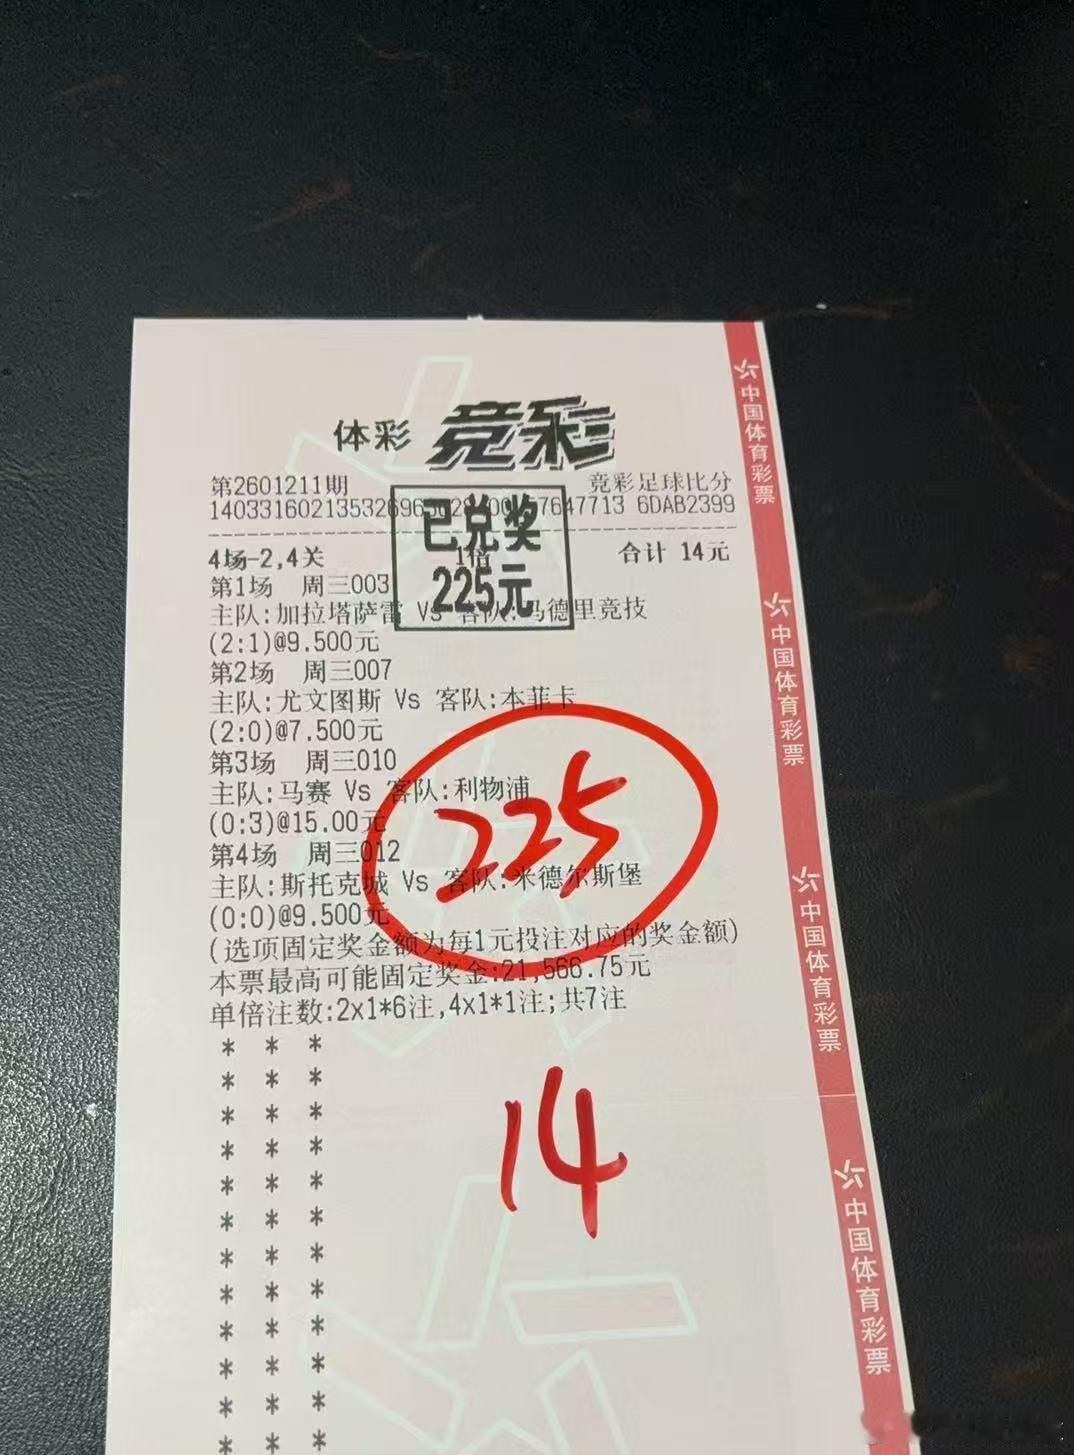 体彩 竞彩
第2601211期 竞彩足球比分
6DAB2399
已兑奖
225元
4场-2,4关 1倍 合计 14元
第1场 周三003
主队:加拉塔萨雷 Vs 客队:马德里竞技
(2:1)@9.500元
第2场 周三007
主队:尤文图斯 Vs 客队:本菲卡
(2:0)@7.500元
第3场 周三010
主队:马赛 Vs 客队:利物浦
(0:3)@15.00元
第4场 周三012
主队:斯托克城 Vs 客队:米德尔斯堡
(0:0)@9.500元
(选项固定奖金额为每1元投注对应的奖金额)
本票最高可能固定奖金:21,566.75元
单倍注数:2x1*6注,4x1*1注;共7注
* * *
* * *
* * *
* * *
* * *
* * *
* * *
* * *
* * *
* * *
* * *
* * *
225
14
中国体育彩票
中国体育彩票
中国体育彩票
中国体育彩票